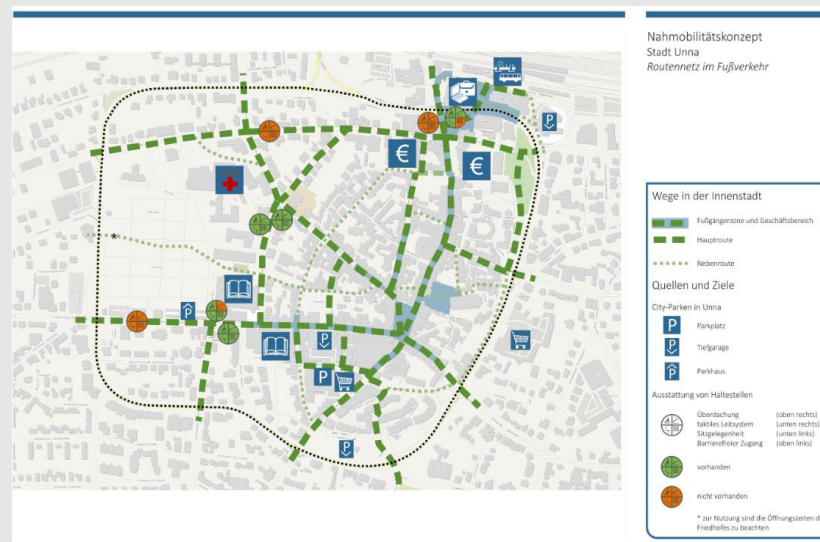 Nahmobilitätskonzept
Stadt Unna
Routennetz im Fußverkehr
Wege in der Innenstadt
Fußgängerzone und Geschäftsbereich
Hauptroute
Nebenroute
Quellen und Ziele
City-Parken in Unna
P Parkplatz
P Tiefgarage
P Parkhaus
Ausstattung von Haltestellen
Überdachung (oben rechts)
taktiles Leitsystem (unten rechts)
Sitzgelegenheit (unten links)
Barrierefreier Zugang (oben links)
vorhanden
nicht vorhanden
* zur Nutzung sind die Öffnungszeiten
Friedhofes zu beachten
P
€
€
*
P
P
P
P